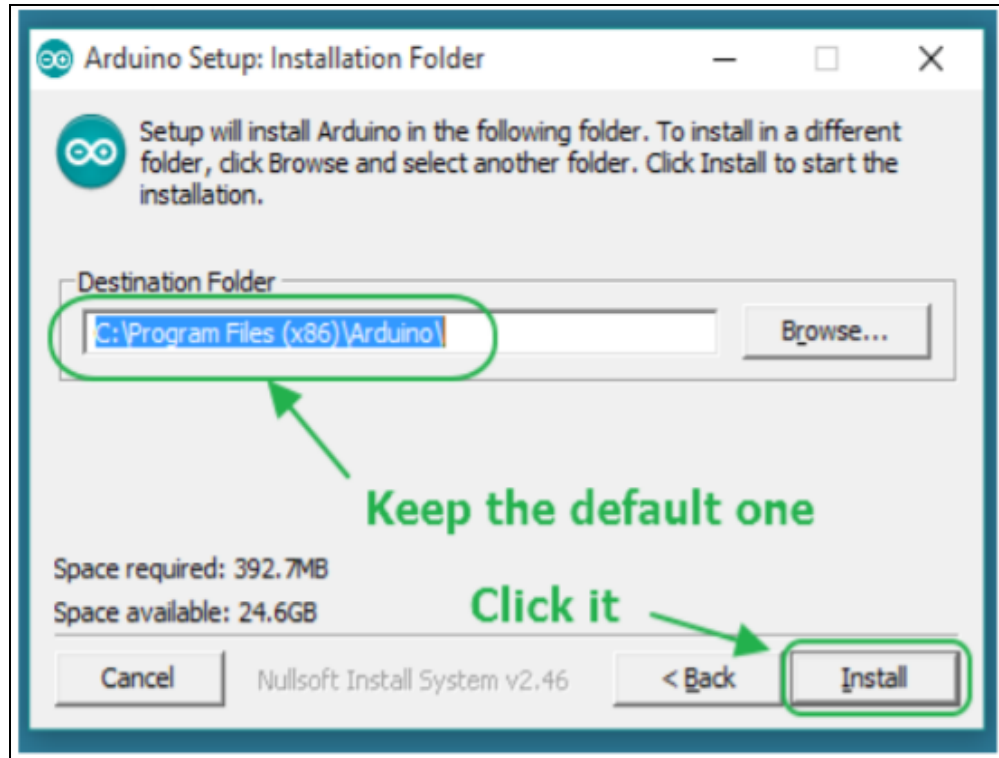 Arduino Setup: Installation Folder
Setup will install Arduino in the following folder. To install in a different
folder, click Browse and select another folder. Click Install to start the
installation.
Destination Folder
C:\Program Files (x86)\Arduino\
Browse...
Keep the default one
Space required: 392.7MB
Space available: 24.6GB
Click it
Cancel
Nullsoft Install System v2.46
< Back
Install